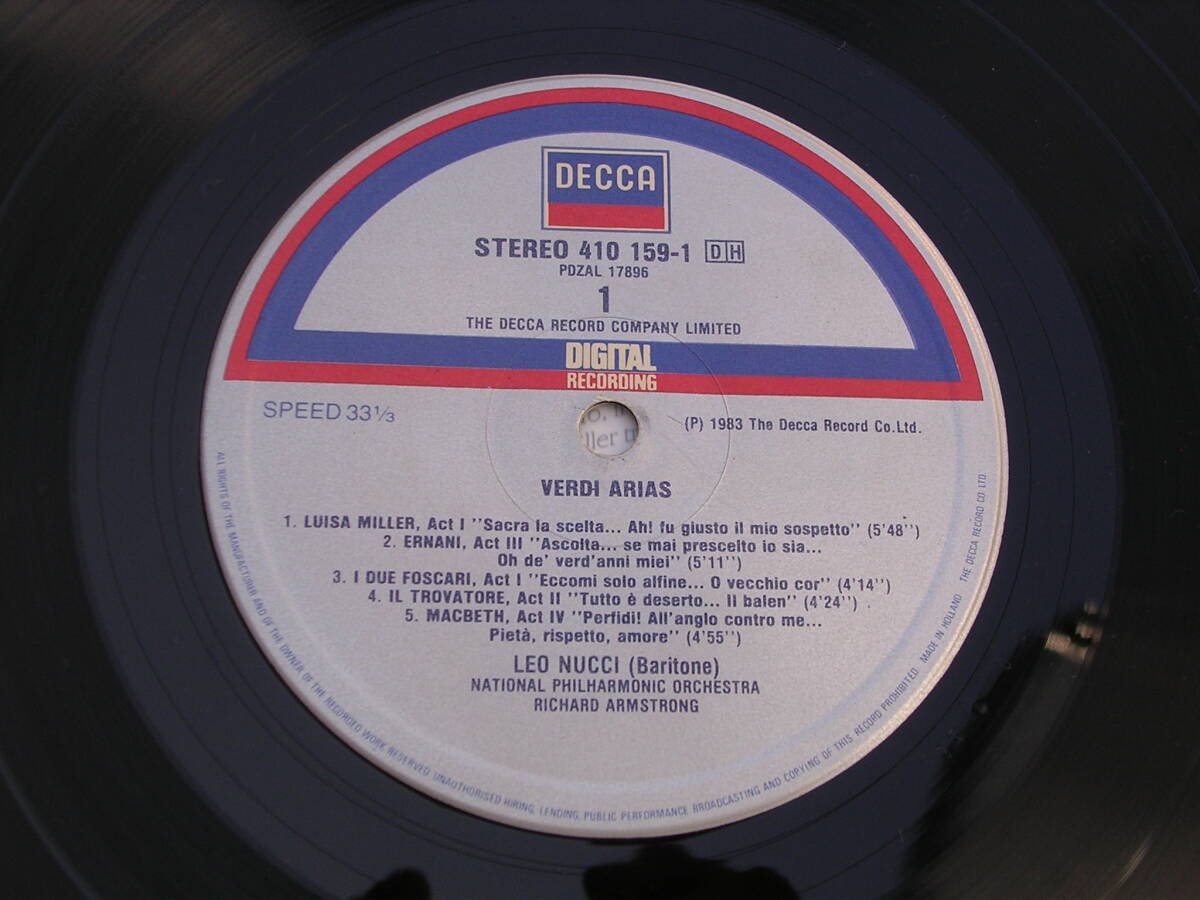 DECCA
STEREO 410 159-1 DH
PDZAL 17896
1
THE DECCA RECORD COMPANY LIMITED
DIGITAL
RECORDING
SPEED 33 1/3
(P) 1983 The Decca Record Co.Ltd.
VERDI ARIAS
1. LUISA MILLER, Act I "Sacra la scelta... Ah! fu giusto il mio sospetto" (5'48")
2. ERNANI, Act III "Ascolta... se mai prescelto io sia...
Oh de' verd'anni miei" (5'11")
3. I DUE FOSCARI, Act I "Eccomi solo alfine... O vecchio cor" (4'14")
4. IL TROVATORE, Act II "Tutto è deserto... Il balen" (4'24")
5. MACBETH, Act IV "Perfidi! All'anglo contro me...
Pietà, rispetto, amore" (4'55")
LEO NUCCI (Baritone)
NATIONAL PHILHARMONIC ORCHESTRA
RICHARD ARMSTRONG
ALL RIGHTS OF THE MANUFACTURER AND OF THE OWNER OF THE RECORDED WORK RESERVED. UNAUTHORISED HIRING, LENDING, PUBLIC PERFORMANCE, BROADCASTING AND COPYING OF THIS RECORD PROHIBITED. MADE IN HOLLAND THE DECCA RECORD CO LTD.